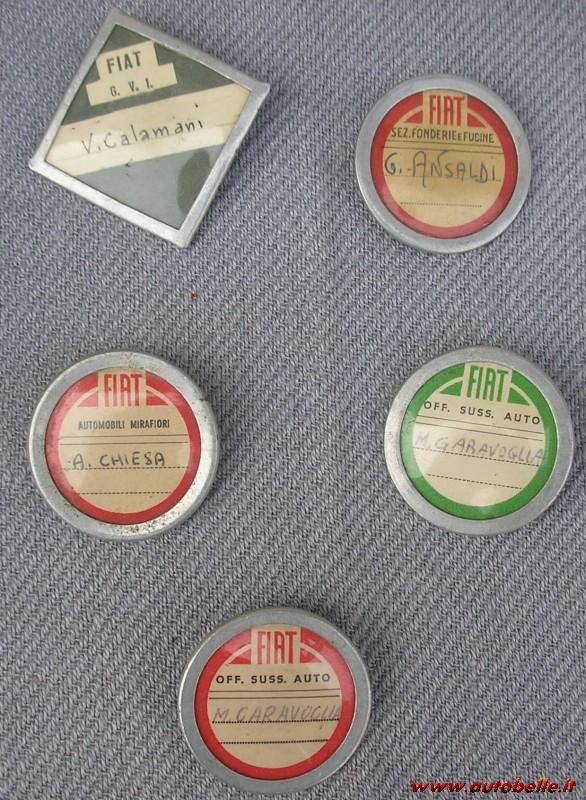 FIAT
G. V. I.
V. Calamani
FIAT
SEZ. FONDERIE E FUCINE
G. ANSALDI
FIAT
AUTOMOBILI MIRAFIORI
A. CHIESA
FIAT
OFF. SUSS. AUTO
M. GARAVOGLIA
FIAT
OFF. SUSS. AUTO
M. GARAVOGLIA
www.autobelle.it